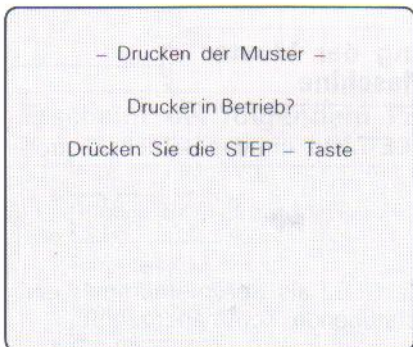 – Drucken der Muster –
Drucker in Betrieb?
Drücken Sie die STEP – Taste